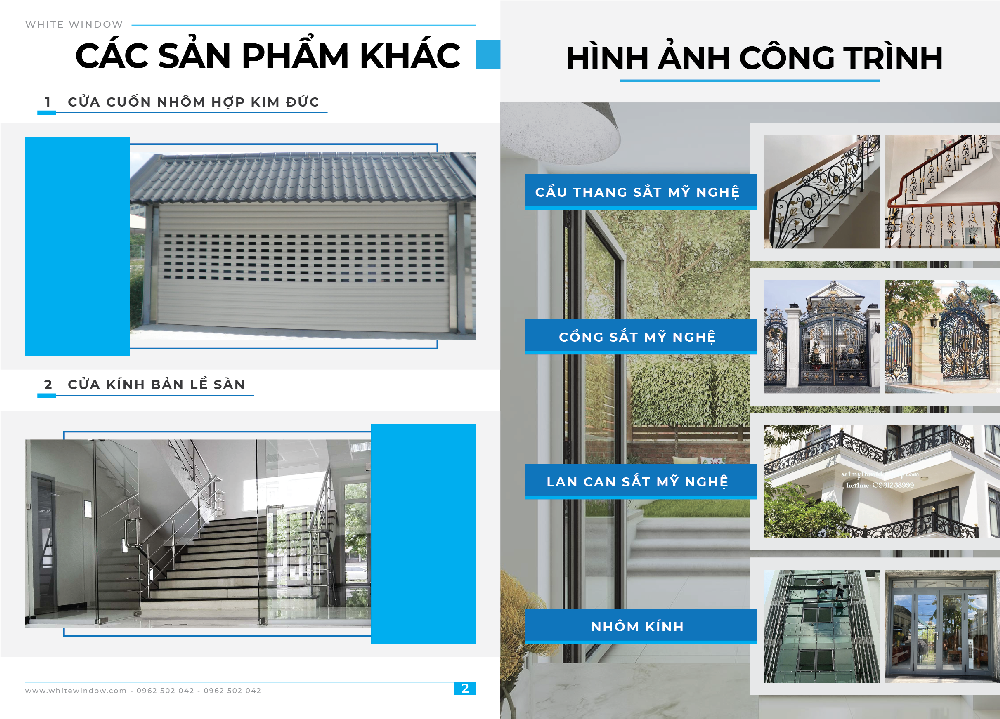 WHITE WINDOW
CÁC SẢN PHẨM KHÁC
1 CỬA CUỐN NHÔM HỢP KIM ĐÚC
2 CỬA KÍNH BẢN LỀ SÀN
www.whitewindow.com - 0962 502 042 - 0962 502 042
2
HÌNH ẢNH CÔNG TRÌNH
CẦU THANG SẮT MỸ NGHỆ
CỔNG SẮT MỸ NGHỆ
LAN CAN SẮT MỸ NGHỆ
NHÔM KÍNH